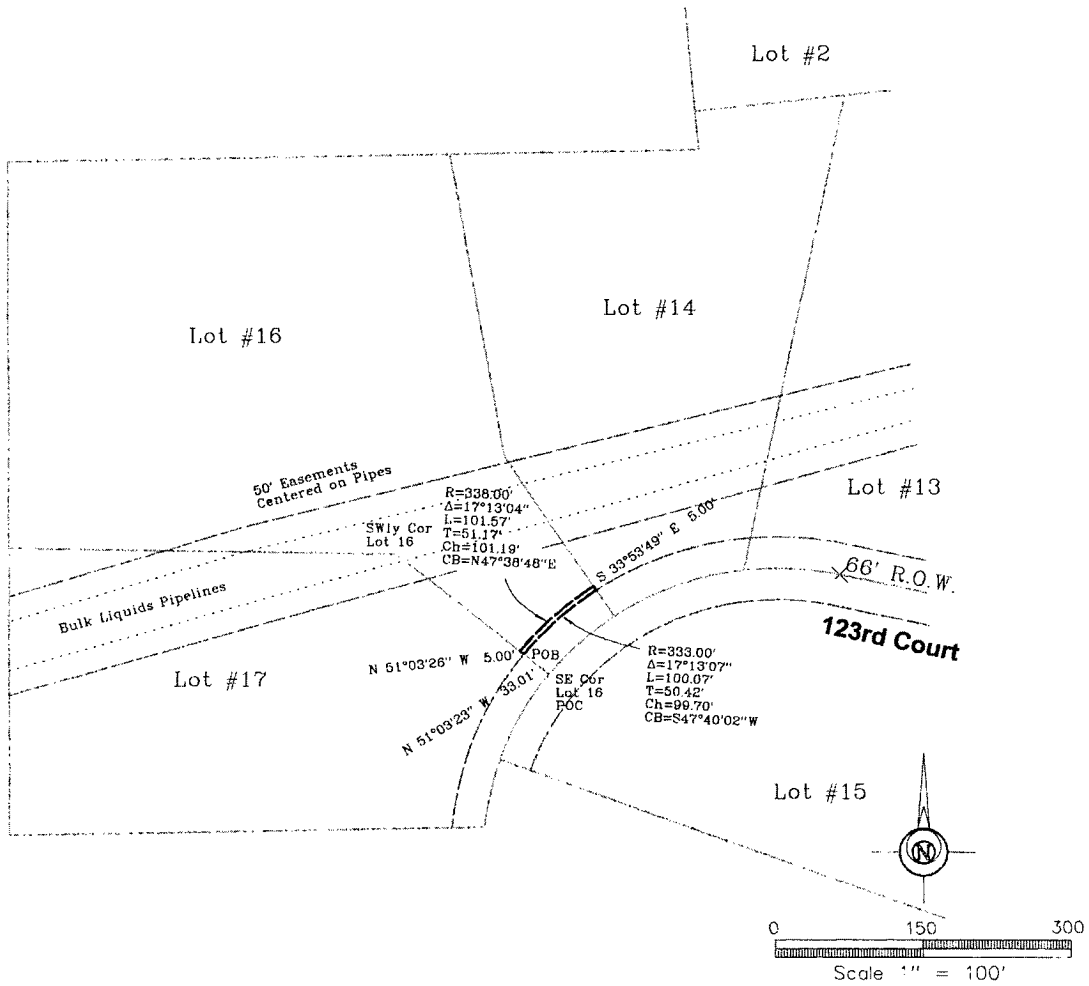 Lot #2
Lot #16
Lot #14
50' Easements
Centered on Pipes
R=338.00'
Δ=17°13'04"
L=101.57'
T=51.17'
Ch=101.19'
CB=N47°38'48"E
SWly Cor
Lot 16
Lot #13
S 33°53'49" E 5.00'
66' R.O.W.
123rd Court
Bulk Liquids Pipelines
N 51°03'26" W 5.00'
POB
Lot #17
N 51°03'23" W 33.01'
SE Cor
Lot 16
POC
R=333.00'
Δ=17°13'07"
L=100.07'
T=50.42'
Ch=99.70'
CB=S47°40'02"W
Lot #15
N
0 150 300
Scale 1" = 100'